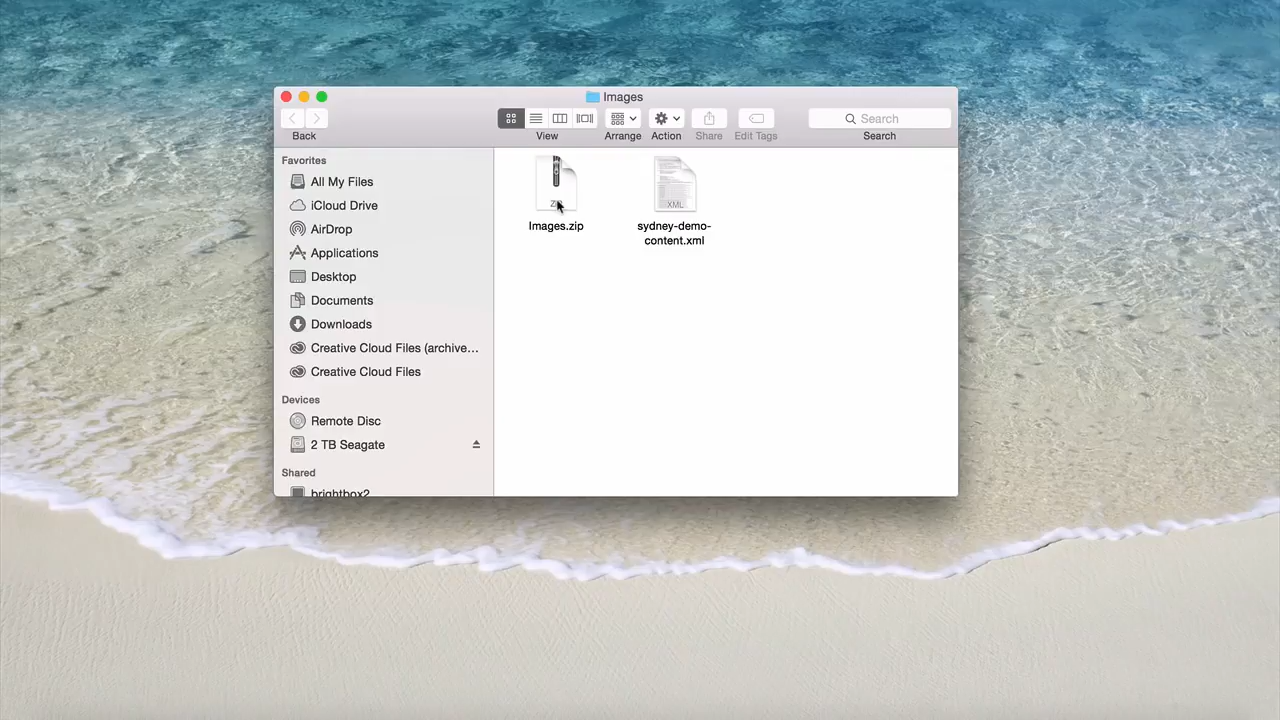 Images
Search
Back
View
Arrange
Action
Share
Edit Tags
Search
Favorites
All My Files
iCloud Drive
AirDrop
Applications
Desktop
Documents
Downloads
Creative Cloud Files (archive...
Creative Cloud Files
Devices
Remote Disc
2 TB Seagate
Shared
brightbox2
Images.zip
XML
sydney-demo-
content.xml